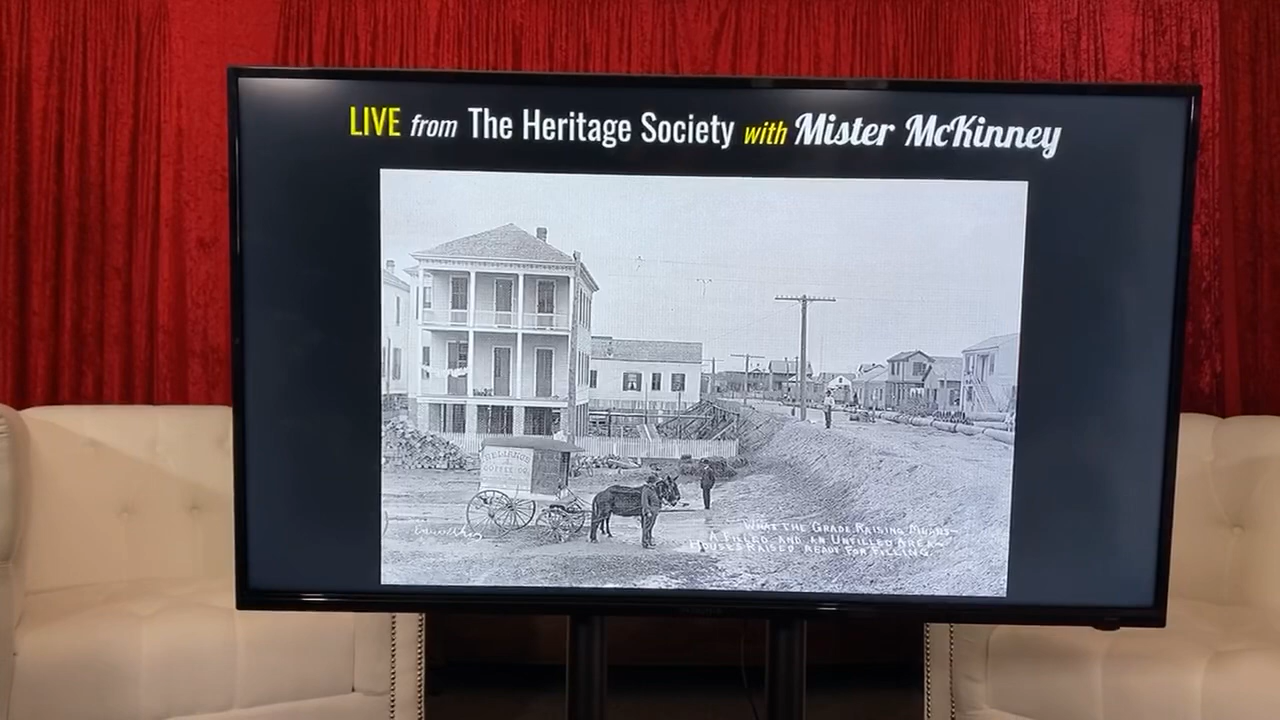 LIVE from The Heritage Society with Mister McKinney
RELIANCE
COFFEE CO.
WHAT THE GRADE RAISING MEANS-
A FILLED AND AN UNFILLED AREA-
HOUSES RAISED READY FOR FILLING.